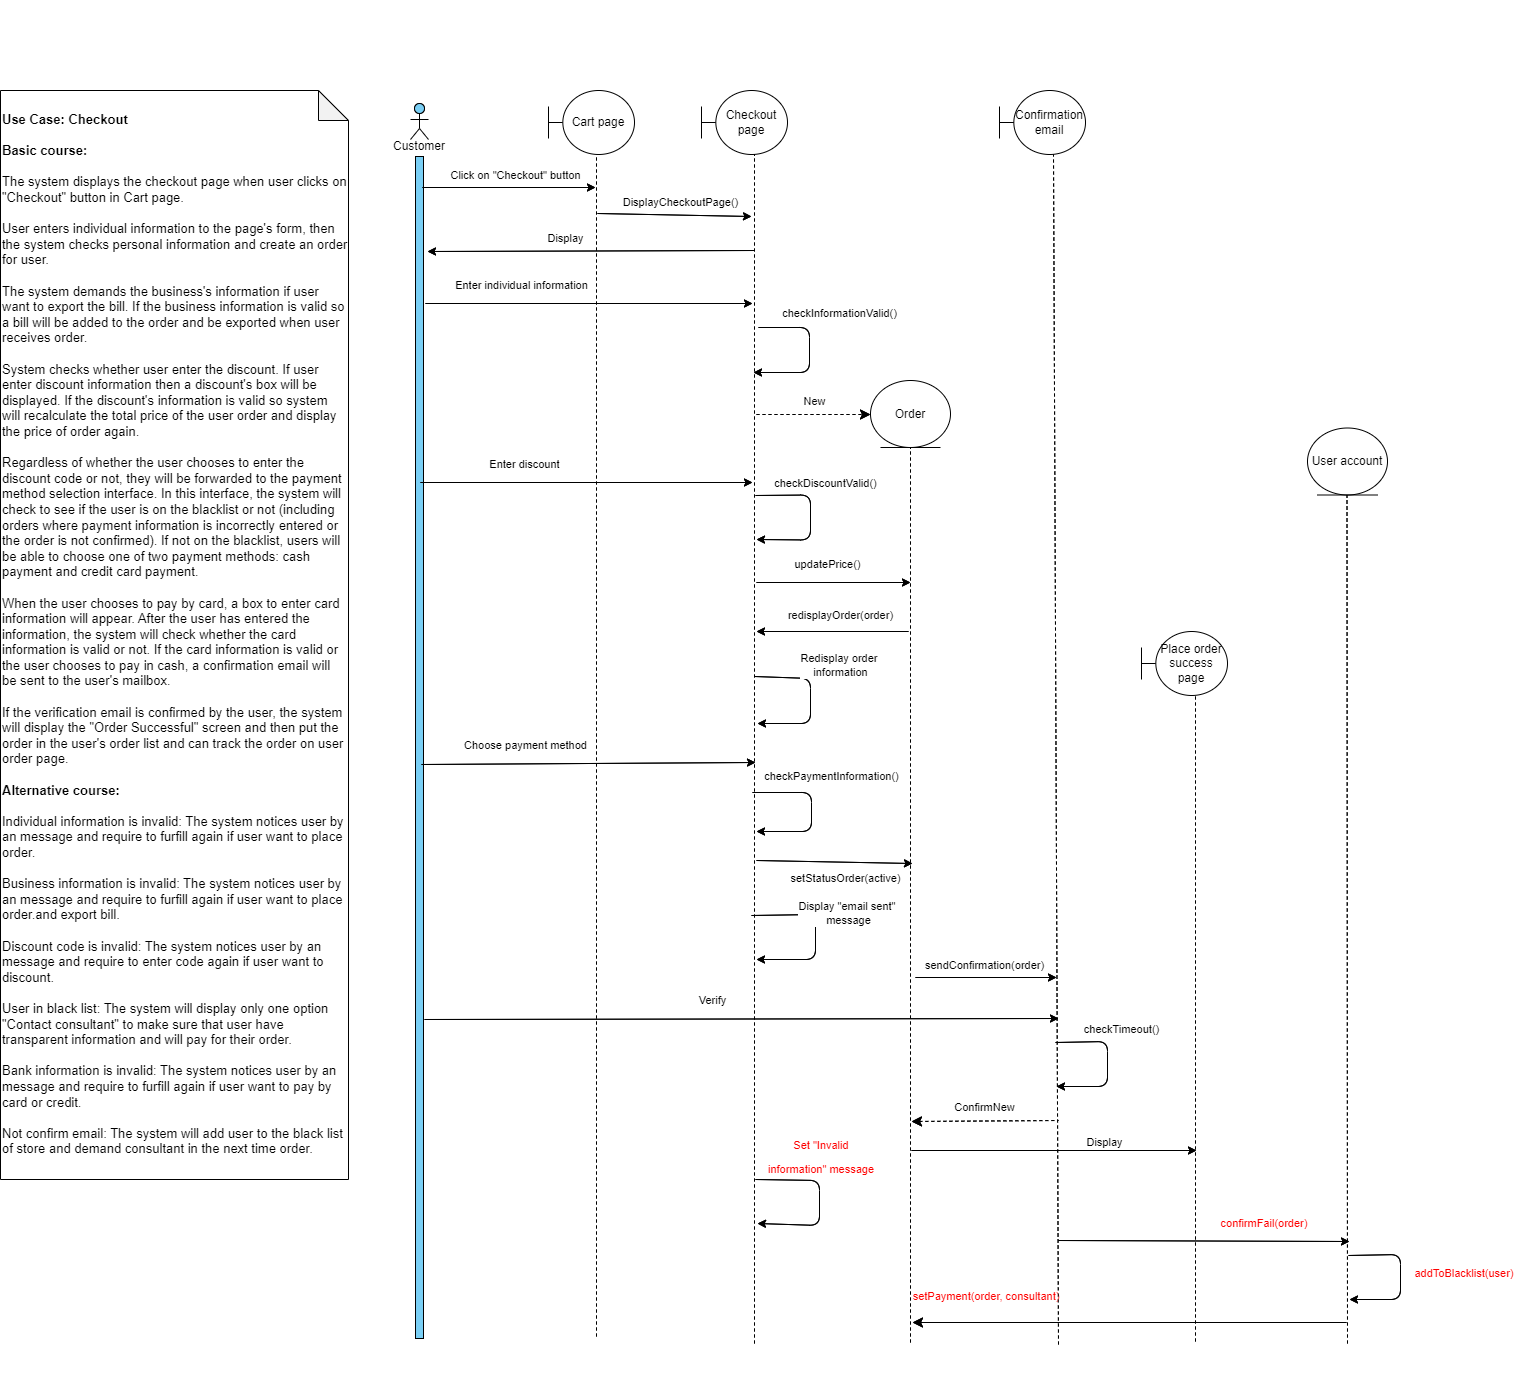 Use Case: Checkout
Basic course:
The system displays the checkout page when user clicks on
"Checkout" button in Cart page.
User enters individual information to the page's form, then
the system checks personal information and create an order
for user.
The system demands the business's information if user
want to export the bill. If the business information is valid so
a bill will be added to the order and be exported when user
receives order.
System checks whether user enter the discount. If user
enter discount information then a discount's box will be
displayed. If the discount's information is valid so system
will recalculate the total price of the user order and display
the price of order again.
Regardless of whether the user chooses to enter the
discount code or not, they will be forwarded to the payment
method selection interface. In this interface, the system will
check to see if the user is on the blacklist or not (including
orders where payment information is incorrectly entered or
the order is not confirmed). If not on the blacklist, users will
be able to choose one of two payment methods: cash
payment and credit card payment.
When the user chooses to pay by card, a box to enter card
information will appear. After the user has entered the
information, the system will check whether the card
information is valid or not. If the card information is valid or
the user chooses to pay in cash, a confirmation email will
be sent to the user's mailbox.
If the verification email is confirmed by the user, the system
will display the "Order Successful" screen and then put the
order in the user's order list and can track the order on user
order page.
Alternative course:
Individual information is invalid: The system notices user by
an message and require to furfill again if user want to place
order.
Business information is invalid: The system notices user by
an message and require to furfill again if user want to place
order.and export bill.
Discount code is invalid: The system notices user by an
message and require to enter code again if user want to
discount.
User in black list: The system will display only one option
"Contact consultant" to make sure that user have
transparent information and will pay for their order.
Bank information is invalid: The system notices user by an
message and require to furfill again if user want to pay by
card or credit.
Not confirm email: The system will add user to the black list
of store and demand consultant in the next time order.
Customer
Cart page
Checkout
page
Confirmation
email
Click on "Checkout" button
DisplayCheckoutPage()
Display
Enter individual information
checkInformationValid()
New
Order
User account
Enter discount
checkDiscountValid()
updatePrice()
redisplayOrder(order)
Redisplay order
information
Place order
success
page
Choose payment method
checkPaymentInformation()
setStatusOrder(active)
Display "email sent"
message
sendConfirmation(order)
Verify
checkTimeout()
ConfirmNew
Display
Set "Invalid
information" message
confirmFail(order)
addToBlacklist(user)
setPayment(order, consultant)